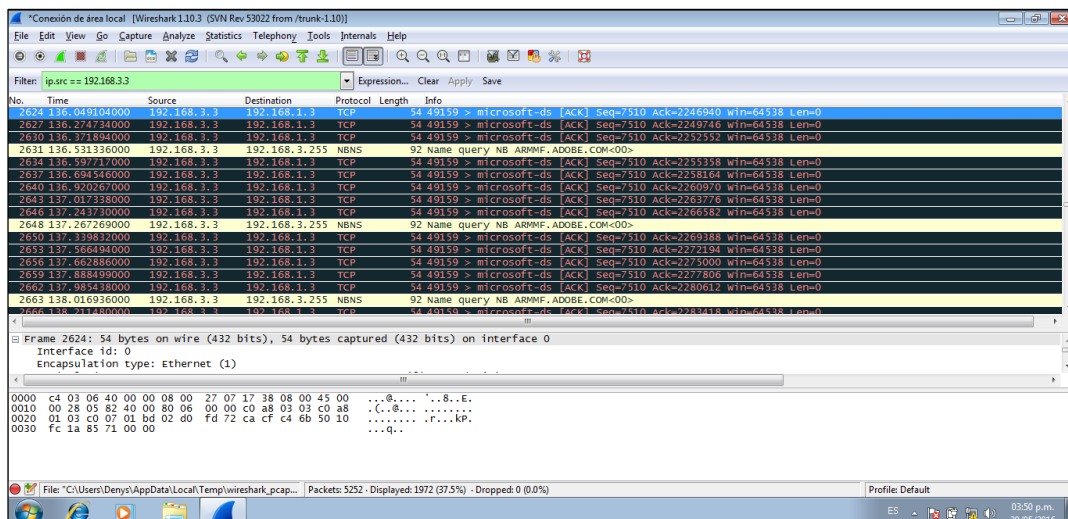 *Conexión de área local [Wireshark 1.10.3 (SVN Rev 53022 from /trunk-1.10)]
File Edit View Go Capture Analyze Statistics Telephony Tools Internals Help
Filter: ip.src == 192.168.3.3 Expression... Clear Apply Save
No. Time Source Destination Protocol Length Info
2624 136.049104000 192.168.3.3 192.168.1.3 TCP 54 49159 > microsoft-ds [ACK] Seq=7510 Ack=2246940 Win=64538 Len=0
2627 136.274734000 192.168.3.3 192.168.1.3 TCP 54 49159 > microsoft-ds [ACK] Seq=7510 Ack=2249746 Win=64538 Len=0
2630 136.371894000 192.168.3.3 192.168.1.3 TCP 54 49159 > microsoft-ds [ACK] Seq=7510 Ack=2252552 Win=64538 Len=0
2631 136.531336000 192.168.3.3 192.168.3.255 NBNS 92 Name query NB ARMMF.ADOBE.COM<00>
2634 136.597717000 192.168.3.3 192.168.1.3 TCP 54 49159 > microsoft-ds [ACK] Seq=7510 Ack=2255358 Win=64538 Len=0
2637 136.694546000 192.168.3.3 192.168.1.3 TCP 54 49159 > microsoft-ds [ACK] Seq=7510 Ack=2258164 Win=64538 Len=0
2640 136.920267000 192.168.3.3 192.168.1.3 TCP 54 49159 > microsoft-ds [ACK] Seq=7510 Ack=2260970 Win=64538 Len=0
2643 137.017338000 192.168.3.3 192.168.1.3 TCP 54 49159 > microsoft-ds [ACK] Seq=7510 Ack=2263776 Win=64538 Len=0
2646 137.243730000 192.168.3.3 192.168.1.3 TCP 54 49159 > microsoft-ds [ACK] Seq=7510 Ack=2266582 Win=64538 Len=0
2648 137.267269000 192.168.3.3 192.168.3.255 NBNS 92 Name query NB ARMMF.ADOBE.COM<00>
2650 137.339832000 192.168.3.3 192.168.1.3 TCP 54 49159 > microsoft-ds [ACK] Seq=7510 Ack=2269388 Win=64538 Len=0
2653 137.566494000 192.168.3.3 192.168.1.3 TCP 54 49159 > microsoft-ds [ACK] Seq=7510 Ack=2272194 Win=64538 Len=0
2656 137.662886000 192.168.3.3 192.168.1.3 TCP 54 49159 > microsoft-ds [ACK] Seq=7510 Ack=2275000 Win=64538 Len=0
2659 137.888499000 192.168.3.3 192.168.1.3 TCP 54 49159 > microsoft-ds [ACK] Seq=7510 Ack=2277806 Win=64538 Len=0
2662 137.985438000 192.168.3.3 192.168.1.3 TCP 54 49159 > microsoft-ds [ACK] Seq=7510 Ack=2280612 Win=64538 Len=0
2663 138.016936000 192.168.3.3 192.168.3.255 NBNS 92 Name query NB ARMMF.ADOBE.COM<00>
2666 138.211480000 192.168.3.3 192.168.1.3 TCP 54 49159 > microsoft-ds [ACK] Seq=7510 Ack=2283418 Win=64538 Len=0
Frame 2624: 54 bytes on wire (432 bits), 54 bytes captured (432 bits) on interface 0
Interface id: 0
Encapsulation type: Ethernet (1)
0000 c4 03 06 40 00 00 08 00 27 07 17 38 08 00 45 00 ...@.... '..8..E.
0010 00 28 05 82 40 00 80 06 00 00 c0 a8 03 03 c0 a8 .(..@... ........
0020 01 03 c0 07 01 bd 02 d0 fd 72 ca cf c4 6b 50 10 ........ .r...kP.
0030 fc 1a 85 71 00 00 ...q..
File: "C:\Users\Denys\AppData\Local\Temp\wireshark_pcap... Packets: 5252 · Displayed: 1972 (37.5%) · Dropped: 0 (0.0%) Profile: Default
ES 03:50 p.m.